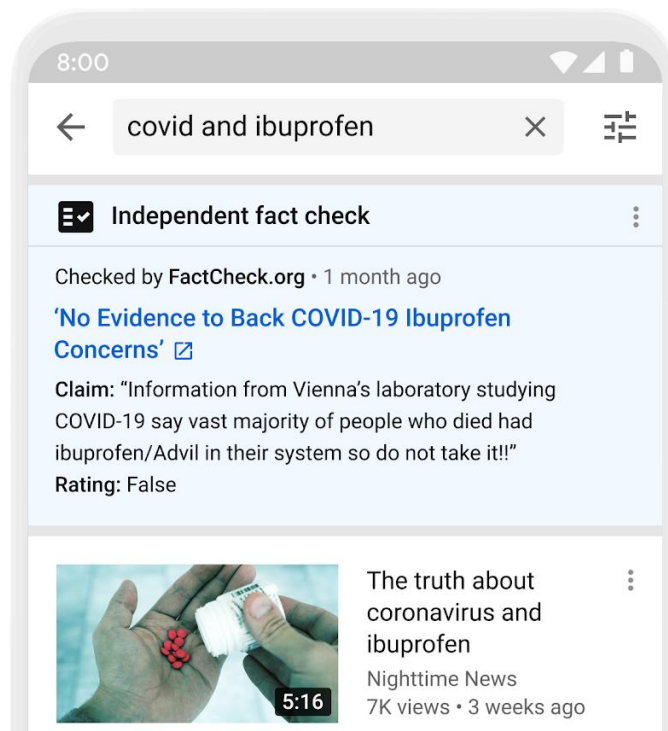 8:00
covid and ibuprofen
Independent fact check
Checked by FactCheck.org • 1 month ago
‘No Evidence to Back COVID-19 Ibuprofen
Concerns’
Claim: “Information from Vienna’s laboratory studying
COVID-19 say vast majority of people who died had
ibuprofen/Advil in their system so do not take it!!”
Rating: False
The truth about
coronavirus and
ibuprofen
5:16
Nighttime News
7K views • 3 weeks ago